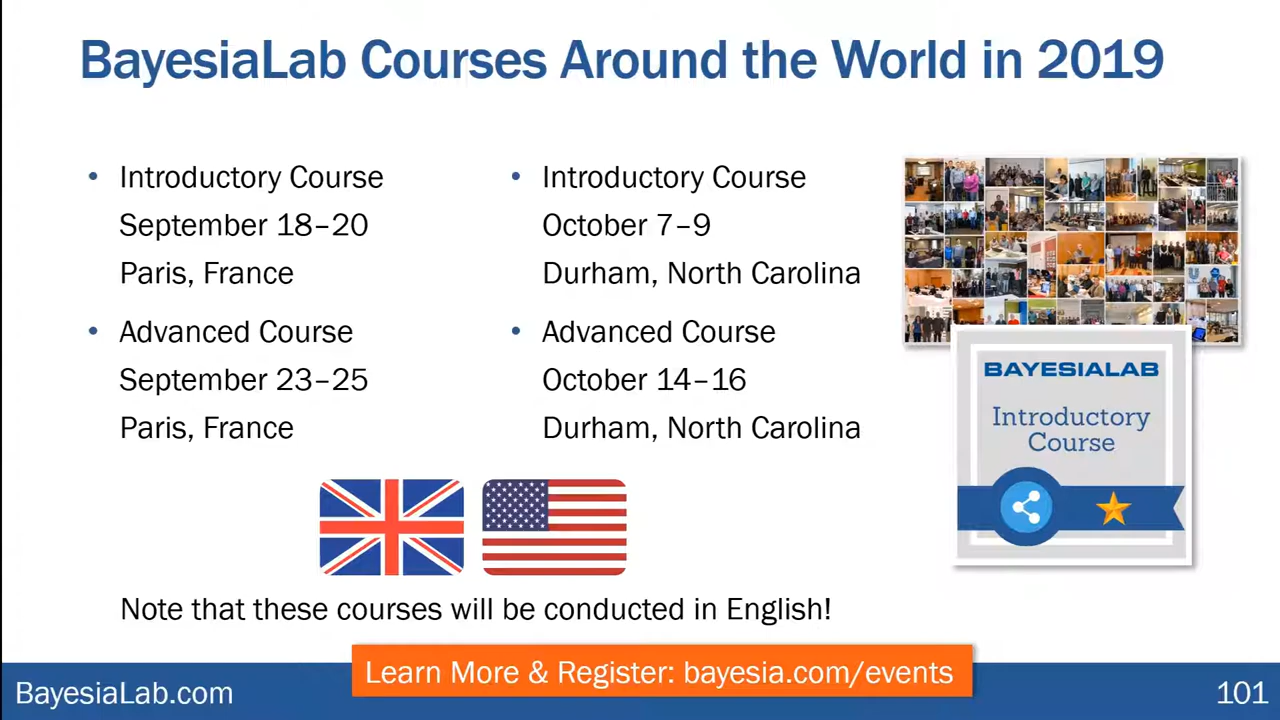 BayesiaLab Courses Around the World in 2019
• Introductory Course
September 18–20
Paris, France
• Advanced Course
September 23–25
Paris, France
• Introductory Course
October 7–9
Durham, North Carolina
• Advanced Course
October 14–16
Durham, North Carolina
BAYESIALAB
Introductory
Course
Note that these courses will be conducted in English!
Learn More & Register: bayesia.com/events
BayesiaLab.com
101